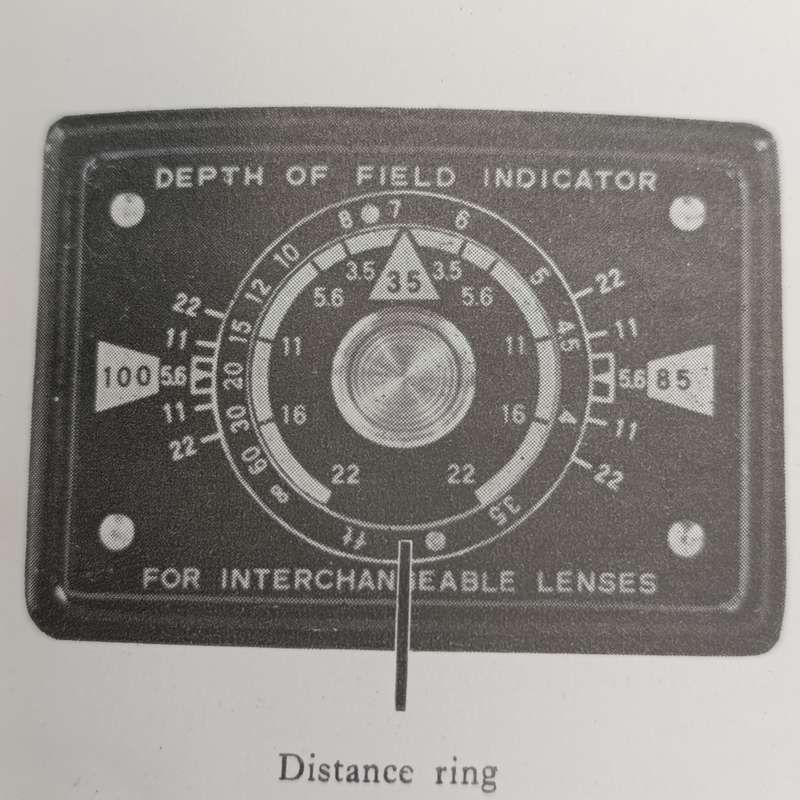 DEPTH OF FIELD INDICATOR
8 7 6
10 3.5 35 3.5 5
12 5.6 5.6 22
22 15 11 11 4.5 11
11
100 5.6 20 5.6 85
11 30 16 16 4 11
22 60 22 22 22
∞ 3.5
ft
FOR INTERCHANGEABLE LENSES
Distance ring